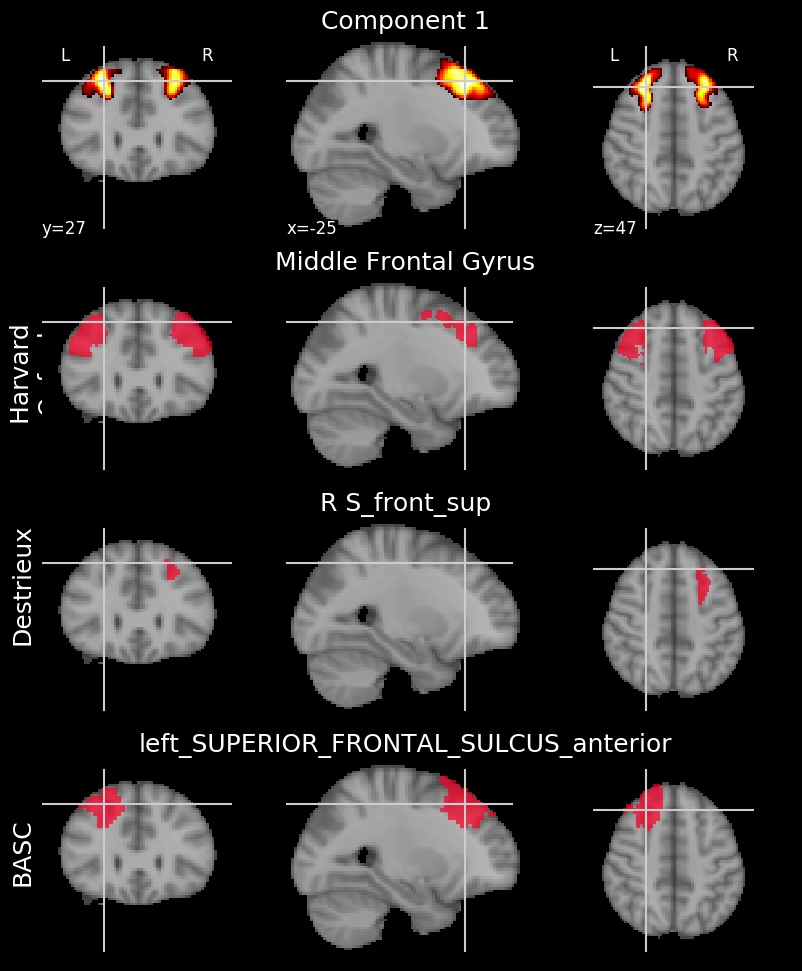 Component 1
L R L R
y=27 x=-25 z=47
Middle Frontal Gyrus
Harvard
R S_front_sup
Destrieux
left_SUPERIOR_FRONTAL_SULCUS_anterior
BASC